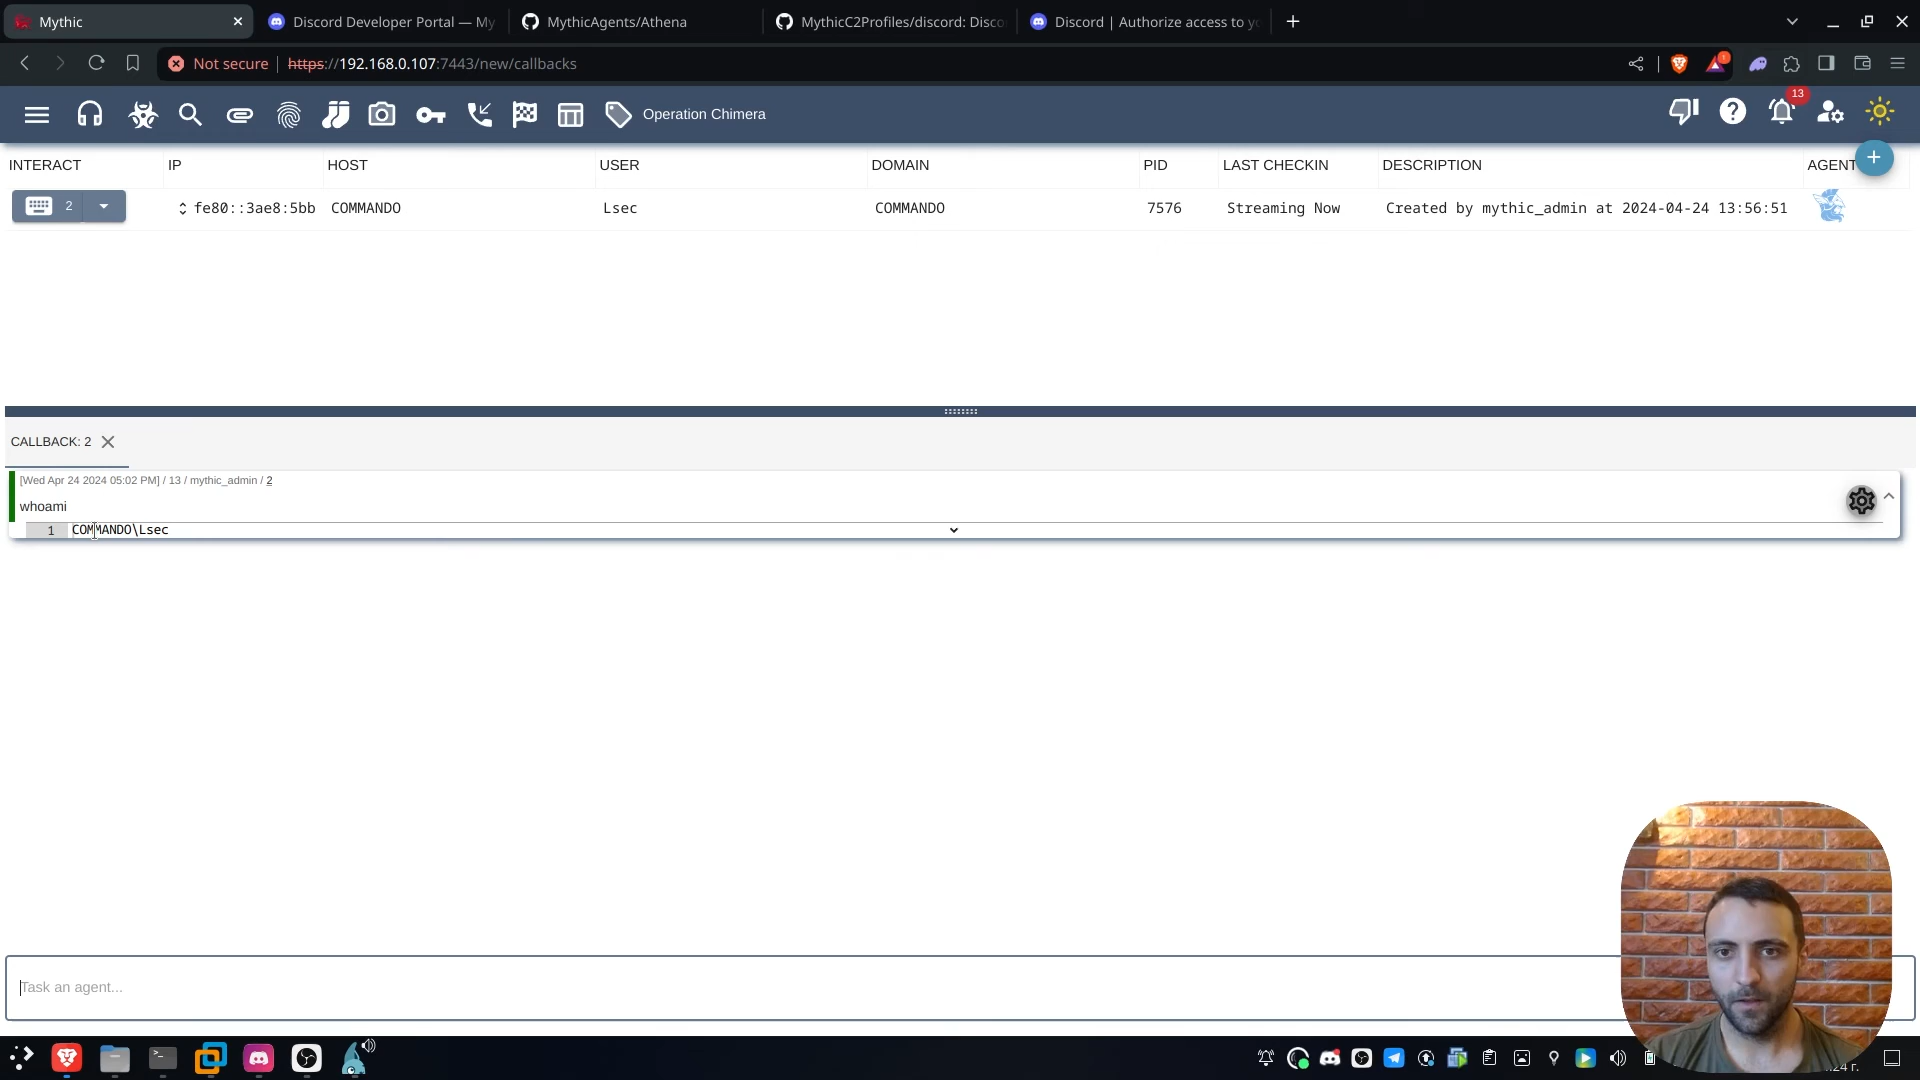 Mythic
Discord Developer Portal — My
MythicAgents/Athena
MythicC2Profiles/discord: Disco
Discord | Authorize access to yo
Not secure
https://192.168.0.107:7443/new/callbacks
Operation Chimera
13
INTERACT IP HOST USER DOMAIN PID LAST CHECKIN DESCRIPTION AGENT
2 fe80::3ae8:5bb COMMANDO Lsec COMMANDO 7576 Streaming Now Created by mythic_admin at 2024-04-24 13:56:51
CALLBACK: 2
[Wed Apr 24 2024 05:02 PM] / 13 / mythic_admin / 2
whoami
1 COMMANDO\Lsec
Task an agent...
.24 г.